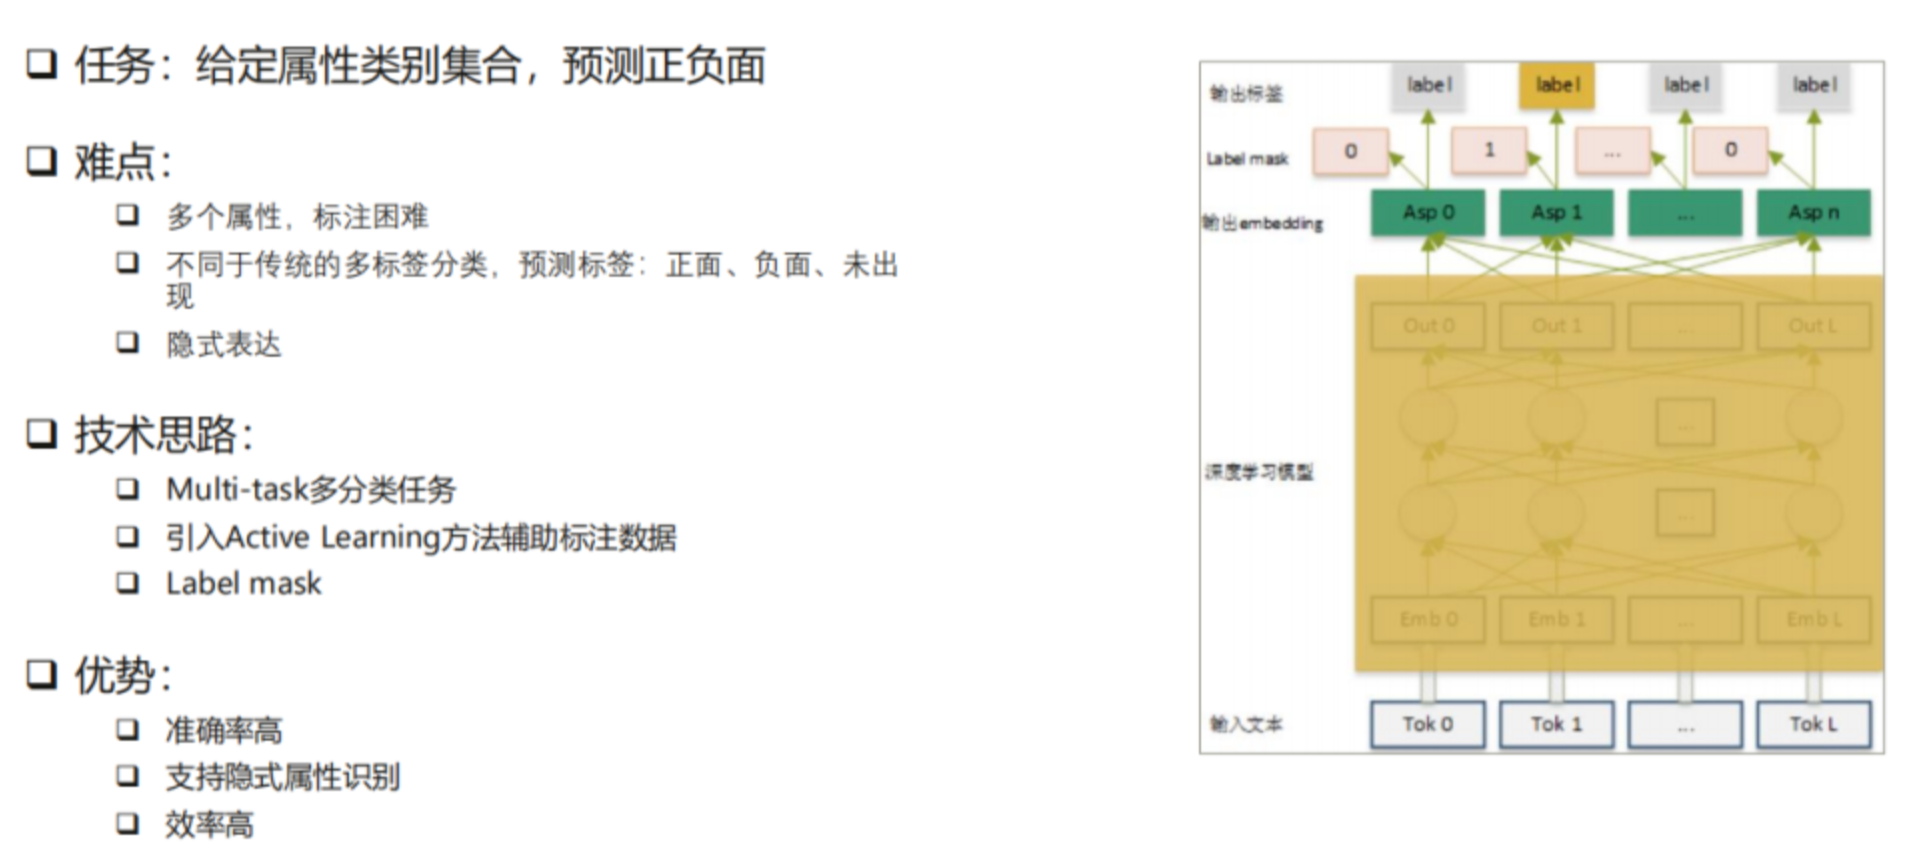 任务：给定属性类别集合，预测正负面
难点：
多个属性，标注困难
不同于传统的多标签分类，预测标签：正面、负面、未出
现
隐式表达
技术思路：
Multi-task多分类任务
引入Active Learning方法辅助标注数据
Label mask
优势：
准确率高
支持隐式属性识别
效率高
输出标签 label label label label
Label mask 0 1 ... 0
输出embedding Asp 0 Asp 1 ... Asp n
Out 0 Out 1 ... Out L
...
深度学习模型
...
Emb 0 Emb 1 ... Emb L
输入文本 Tok 0 Tok 1 ... Tok L